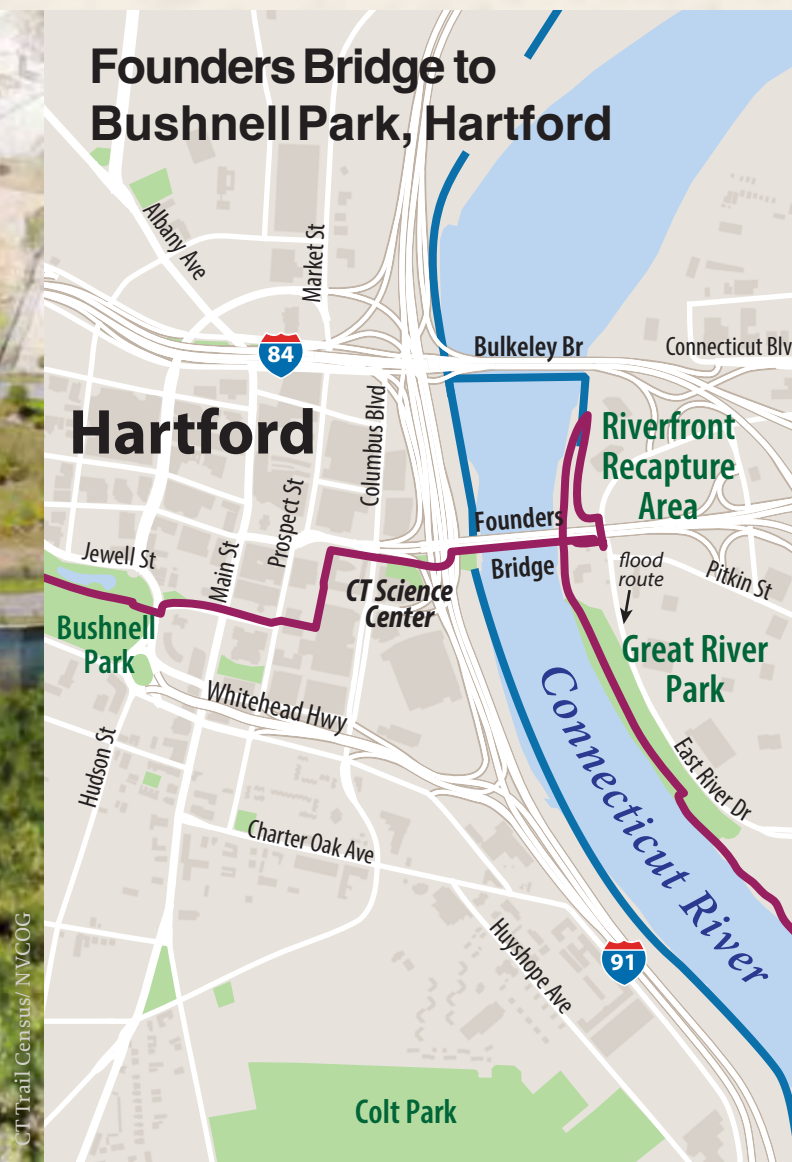 Founders Bridge to
Bushnell Park, Hartford
Albany Ave
Market St
84
Bulkeley Br
Connecticut Blv
Hartford
Columbus Blvd
Riverfront
Recapture
Area
Prospect St
Founders
Bridge
Jewell St
Main St
CT Science
Center
flood
route
Pitkin St
Bushnell
Park
Great River
Park
Whitehead Hwy
Connecticut River
Hudson St
East River Dr
Charter Oak Ave
Huyshope Ave
91
Colt Park
CT Trail Census/ NVCOG